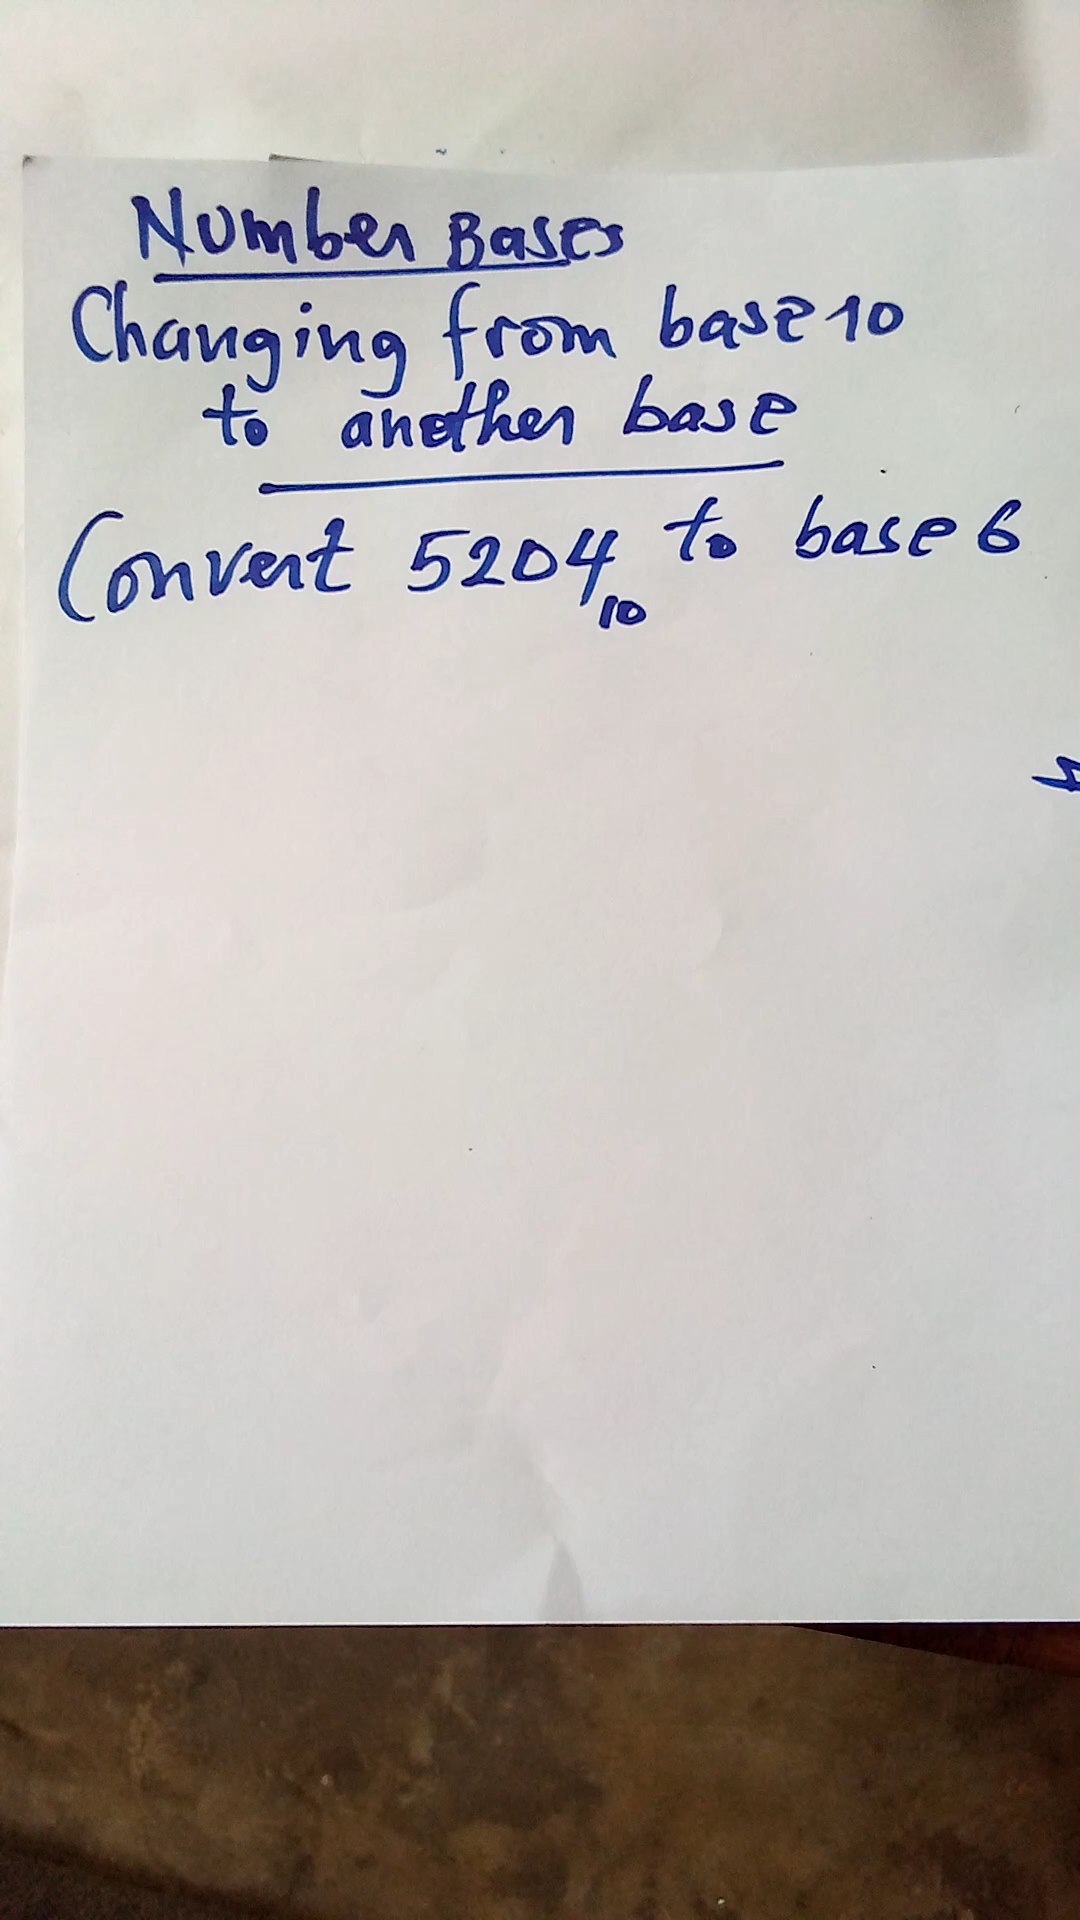 Number Bases
Changing from base 10
to another base
Convert 5204₁₀ to base 6